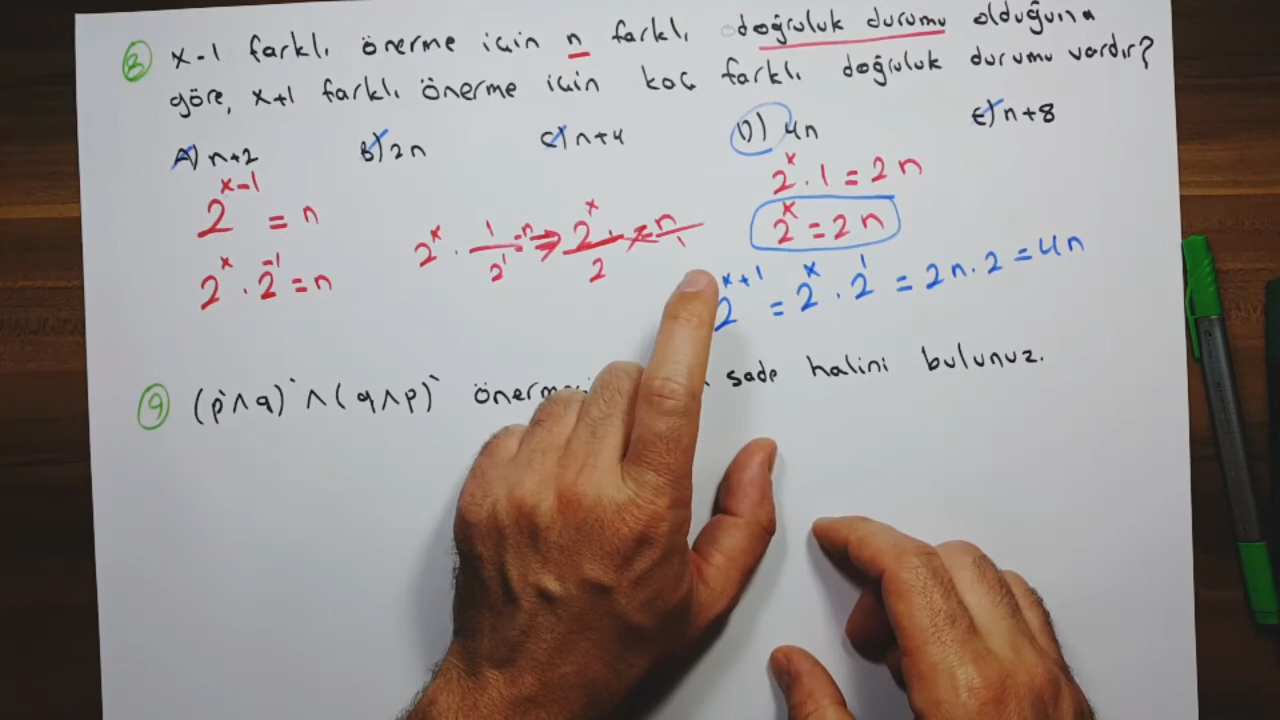 8 x-1 farklı önerme için n farklı doğruluk durumu olduğuna
göre, x+1 farklı önerme için kaç farklı doğruluk durumu vardır?
A) n+2 B) 2n C) n+4 D) 4n E) n+8
2^(x-1) = n
2^x . 2^-1 = n
2^x . 1/2^1 = n ⇒ 2^x . 1/2 = n/1
2^x . 1 = 2n
2^x = 2n
2^(x+1) = 2^x . 2^1 = 2n . 2 = 4n
9 (p'∧q)' ∧ (q∧p)' sade halini bulunuz.